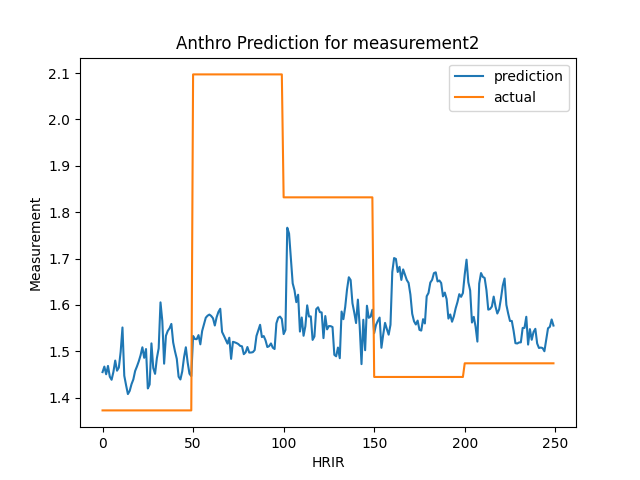 Anthro Prediction for measurement2
prediction
actual
Measurement
2.1
2.0
1.9
1.8
1.7
1.6
1.5
1.4
0 50 100 150 200 250
HRIR